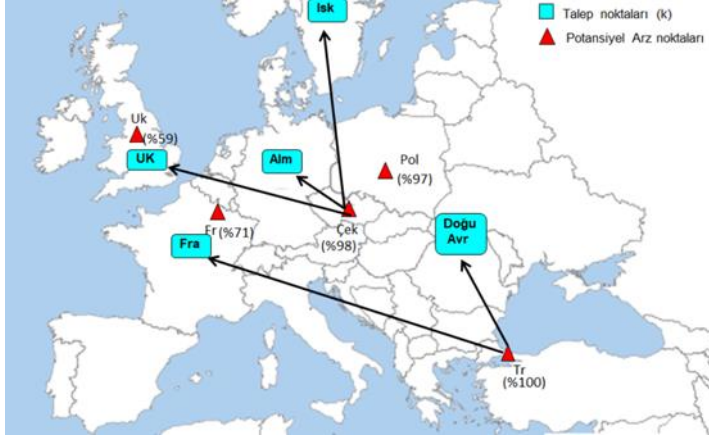 Isk
Talep noktaları (k)
Potansiyel Arz noktaları
Uk
(%59)
UK
Alm
Pol
(%97)
Fr (%71)
Fra
Çek
(%98)
Doğu
Avr
Tr
(%100)